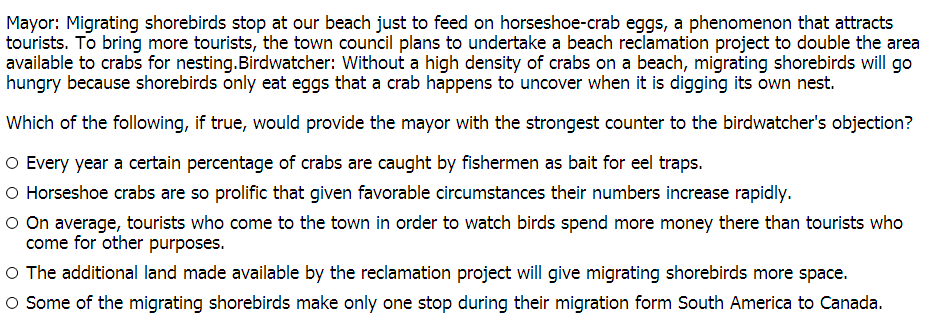 Mayor: Migrating shorebirds stop at our beach just to feed on horseshoe-crab eggs, a phenomenon that attracts
tourists. To bring more tourists, the town council plans to undertake a beach reclamation project to double the area
available to crabs for nesting.Birdwatcher: Without a high density of crabs on a beach, migrating shorebirds will go
hungry because shorebirds only eat eggs that a crab happens to uncover when it is digging its own nest.
Which of the following, if true, would provide the mayor with the strongest counter to the birdwatcher's objection?
Every year a certain percentage of crabs are caught by fishermen as bait for eel traps.
Horseshoe crabs are so prolific that given favorable circumstances their numbers increase rapidly.
On average, tourists who come to the town in order to watch birds spend more money there than tourists who
come for other purposes.
The additional land made available by the reclamation project will give migrating shorebirds more space.
Some of the migrating shorebirds make only one stop during their migration form South America to Canada.